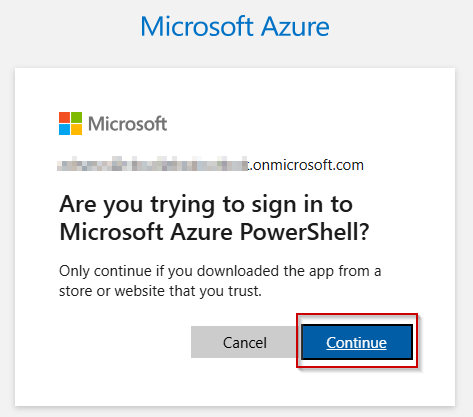 Microsoft Azure
Microsoft
.onmicrosoft.com
Are you trying to sign in to
Microsoft Azure PowerShell?
Only continue if you downloaded the app from a
store or website that you trust.
Cancel
Continue